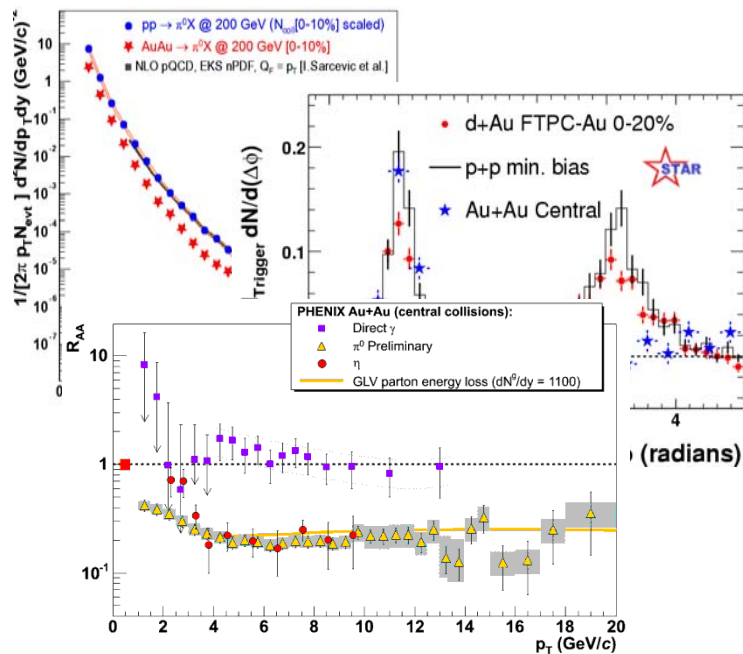 pp → π⁰X @ 200 GeV (N_coll[0-10%] scaled)
AuAu → π⁰X @ 200 GeV [0-10%]
NLO pQCD, EKS nPDF, Q_F = p_T [I.Sarcevic et al.]
1/[2π p_T N_evt ] d²N/dp_Tdy (GeV/c)⁻²
10
1
10⁻¹
10⁻²
10⁻³
10⁻⁴
10⁻⁵
10⁻⁶
10⁻⁷
0
d+Au FTPC-Au 0-20%
p+p min. bias
Au+Au Central
STAR
Trigger dN/d(Δϕ)
0.2
0.1
4
(radians)
PHENIX Au+Au (central collisions):
Direct γ
π⁰ Preliminary
η
GLV parton energy loss (dN^g/dy = 1100)
R_AA
10
1
10⁻¹
0 2 4 6 8 10 12 14 16 18 20
p_T (GeV/c)